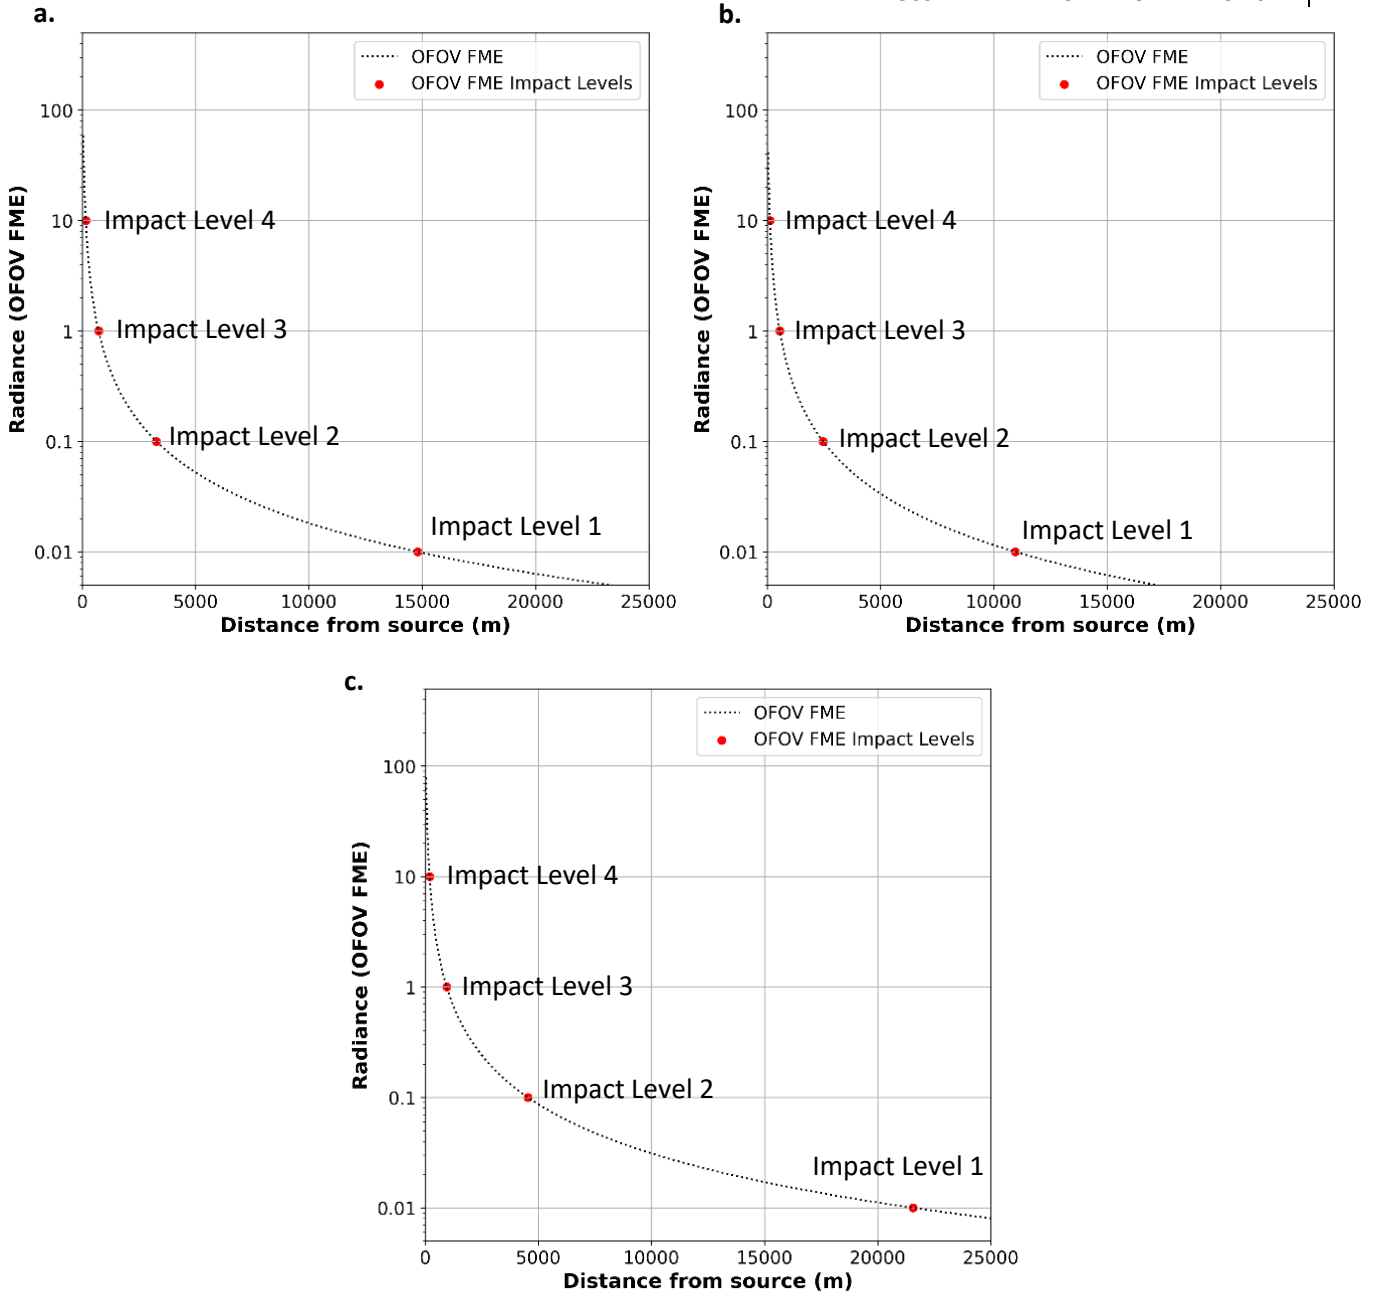 a.
OFOV FME
OFOV FME Impact Levels
100
10
1
0.1
0.01
Radiance (OFOV FME)
Impact Level 4
Impact Level 3
Impact Level 2
Impact Level 1
0 5000 10000 15000 20000 25000
Distance from source (m)
b.
OFOV FME
OFOV FME Impact Levels
100
10
1
0.1
0.01
Radiance (OFOV FME)
Impact Level 4
Impact Level 3
Impact Level 2
Impact Level 1
0 5000 10000 15000 20000 25000
Distance from source (m)
c.
OFOV FME
OFOV FME Impact Levels
100
10
1
0.1
0.01
Radiance (OFOV FME)
Impact Level 4
Impact Level 3
Impact Level 2
Impact Level 1
0 5000 10000 15000 20000 25000
Distance from source (m)